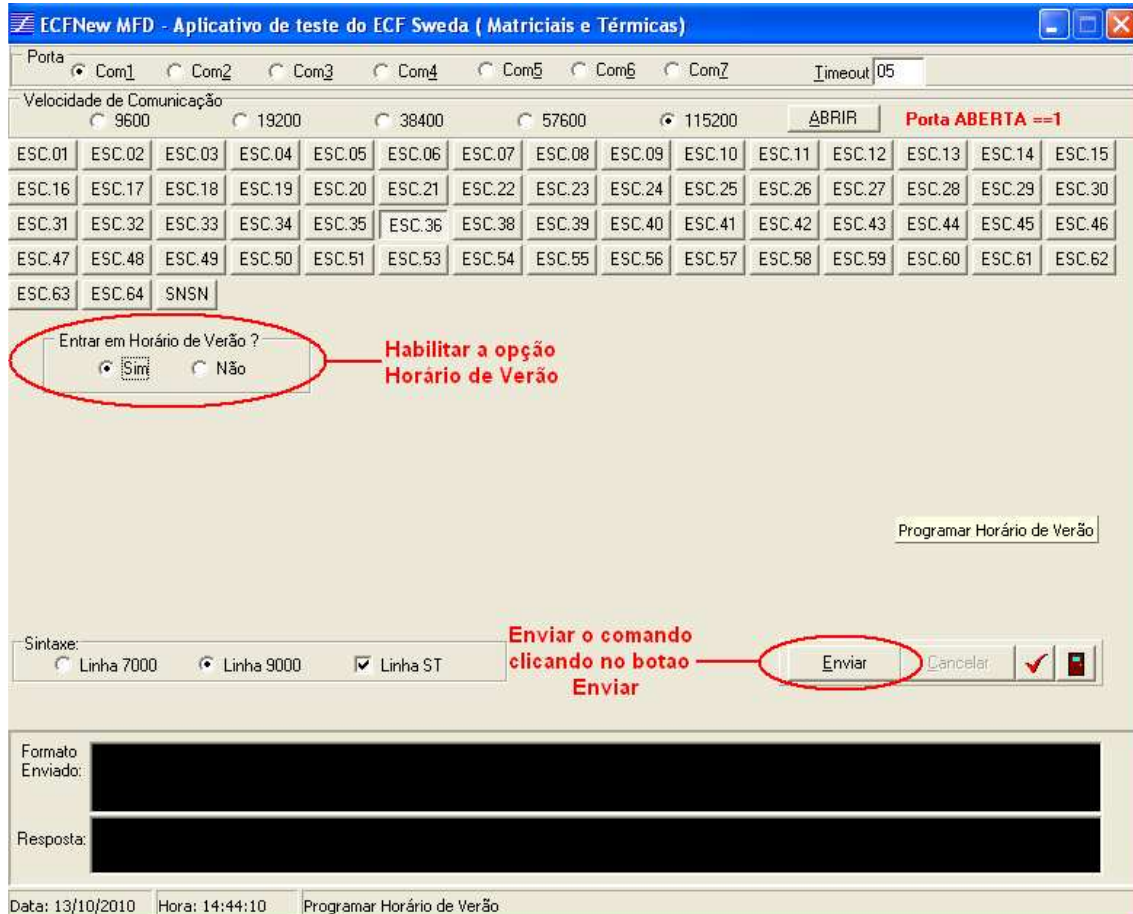 ECFNew MFD - Aplicativo de teste do ECF Sweda ( Matriciais e Térmicas)
Porta
Com1 Com2 Com3 Com4 Com5 Com6 Com7 Timeout 05
Velocidade de Comunicação
9600 19200 38400 57600 115200 ABRIR Porta ABERTA ==1
ESC.01 ESC.02 ESC.03 ESC.04 ESC.05 ESC.06 ESC.07 ESC.08 ESC.09 ESC.10 ESC.11 ESC.12 ESC.13 ESC.14 ESC.15
ESC.16 ESC.17 ESC.18 ESC.19 ESC.20 ESC.21 ESC.22 ESC.23 ESC.24 ESC.25 ESC.26 ESC.27 ESC.28 ESC.29 ESC.30
ESC.31 ESC.32 ESC.33 ESC.34 ESC.35 ESC.36 ESC.38 ESC.39 ESC.40 ESC.41 ESC.42 ESC.43 ESC.44 ESC.45 ESC.46
ESC.47 ESC.48 ESC.49 ESC.50 ESC.51 ESC.53 ESC.54 ESC.55 ESC.56 ESC.57 ESC.58 ESC.59 ESC.60 ESC.61 ESC.62
ESC.63 ESC.64 SNSN
Entrar em Horário de Verão ?
Sim Não
Habilitar a opção
Horário de Verão
Programar Horário de Verão
Sintaxe:
Linha 7000 Linha 9000 Linha ST
Enviar o comando
clicando no botao
Enviar
Enviar Cancelar
Formato
Enviado:
Resposta:
Data: 13/10/2010 Hora: 14:44:10 Programar Horário de Verão